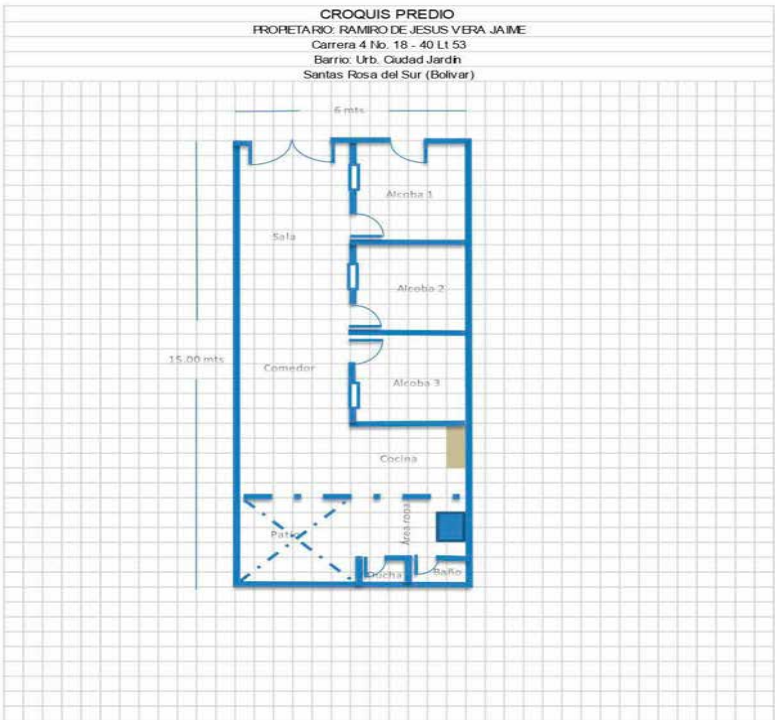 CROQUIS PREDIO
PROPIETARIO: RAMIRO DE JESUS VERA JAIME
Carrera 4 No. 18 - 40 Lt 53
Barrio: Urb. Ciudad Jardín
Santas Rosa del Sur (Bolivar)
6 mts
Alcoba 1
Sala
Alcoba 2
15.00 mts
Comedor
Alcoba 3
Cocina
Área ropa
Patio
Ducha
Baño